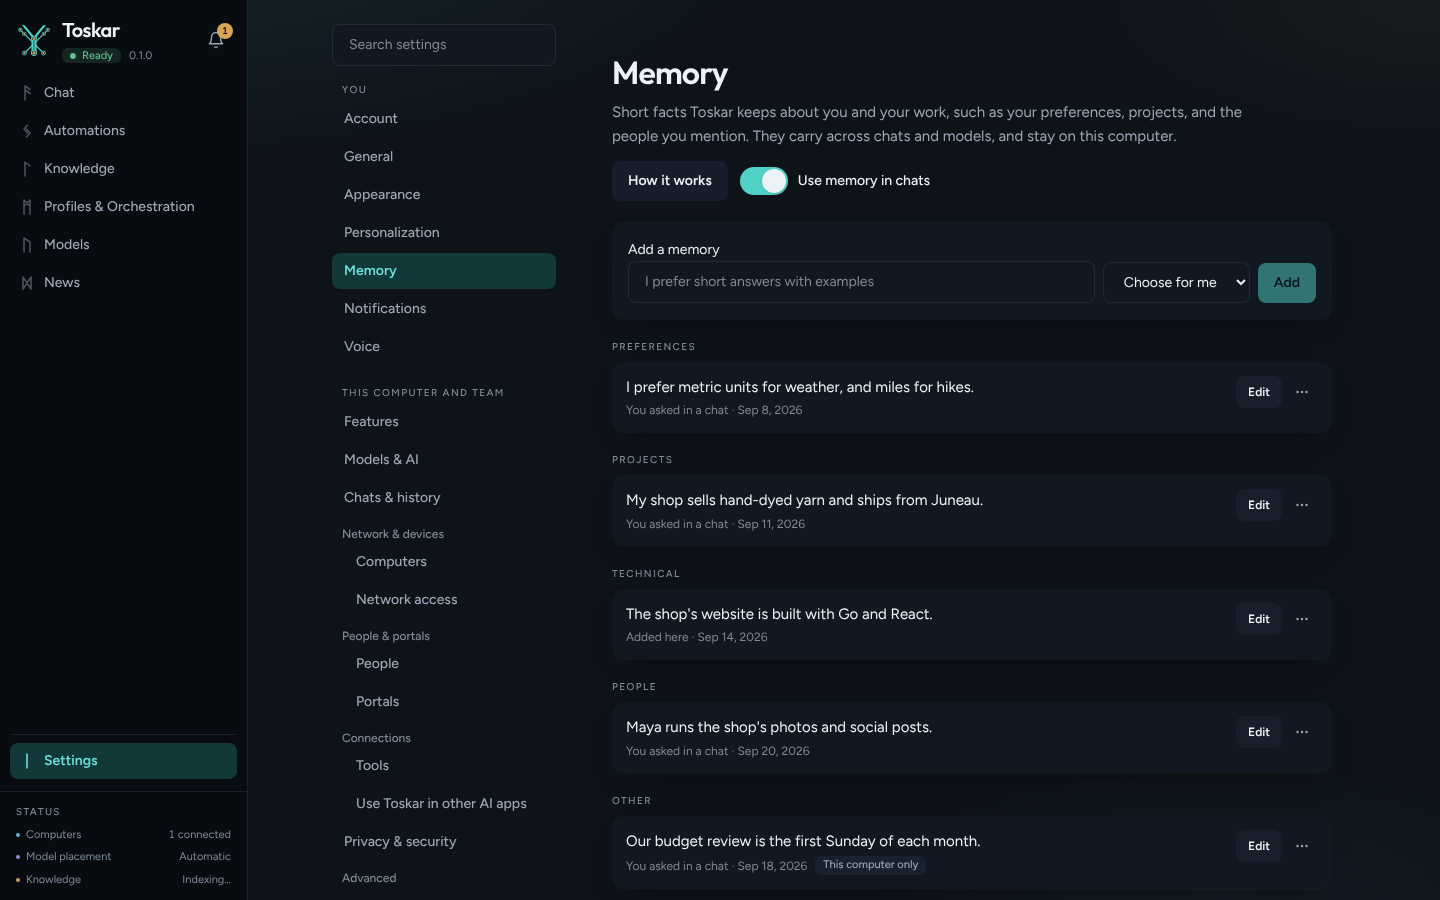 Toskar
Ready 0.1.0
1
Chat
Automations
Knowledge
Profiles & Orchestration
Models
News
Settings
STATUS
Computers 1 connected
Model placement Automatic
Knowledge Indexing...
Search settings
YOU
Account
General
Appearance
Personalization
Memory
Notifications
Voice
THIS COMPUTER AND TEAM
Features
Models & AI
Chats & history
Network & devices
Computers
Network access
People & portals
People
Portals
Connections
Tools
Use Toskar in other AI apps
Privacy & security
Advanced
Memory
Short facts Toskar keeps about you and your work, such as your preferences, projects, and the
people you mention. They carry across chats and models, and stay on this computer.
How it works Use memory in chats
Add a memory
I prefer short answers with examples Choose for me Add
PREFERENCES
I prefer metric units for weather, and miles for hikes.
You asked in a chat · Sep 8, 2026
Edit ···
PROJECTS
My shop sells hand-dyed yarn and ships from Juneau.
You asked in a chat · Sep 11, 2026
Edit ···
TECHNICAL
The shop's website is built with Go and React.
Added here · Sep 14, 2026
Edit ···
PEOPLE
Maya runs the shop's photos and social posts.
You asked in a chat · Sep 20, 2026
Edit ···
OTHER
Our budget review is the first Sunday of each month.
You asked in a chat · Sep 18, 2026 This computer only
Edit ···